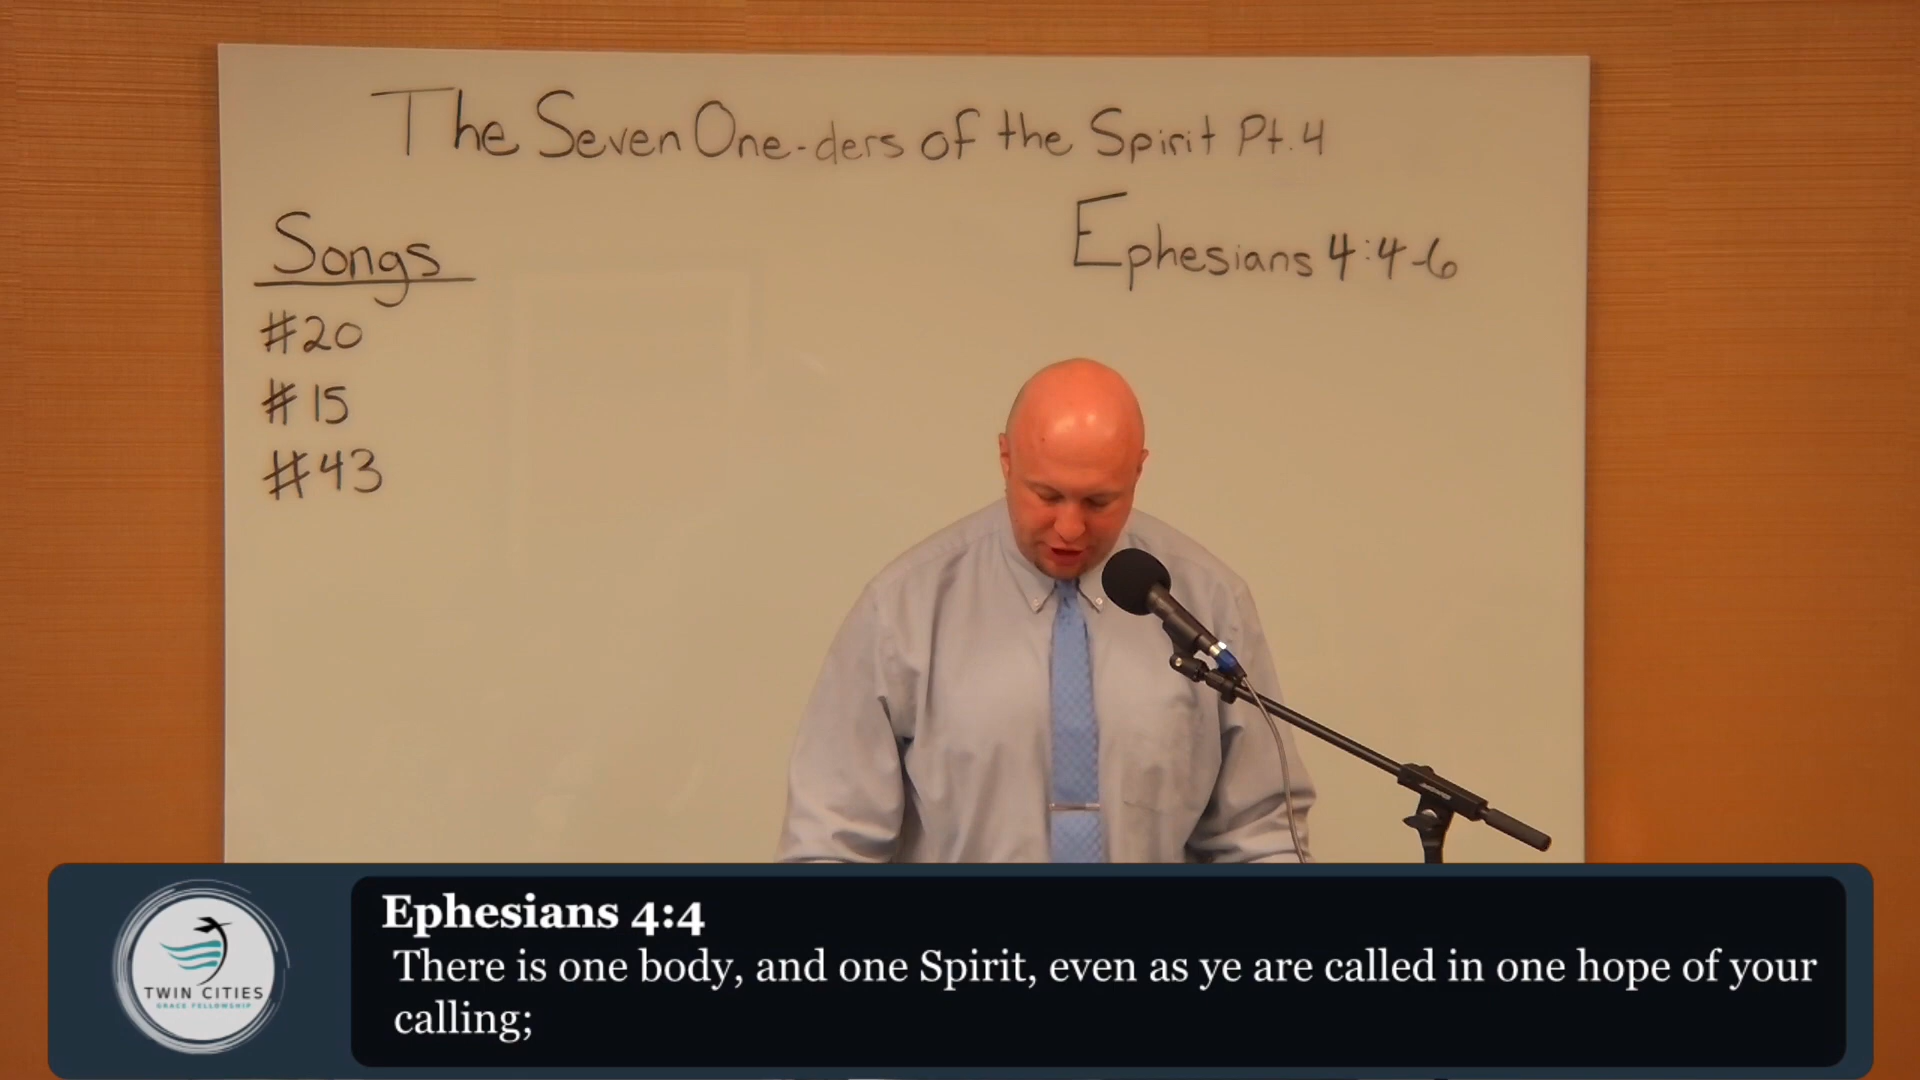 The Seven One-ders of the Spirit Pt.4
Songs
Ephesians 4:4-6
#20
#15
#43
Ephesians 4:4
There is one body, and one Spirit, even as ye are called in one hope of your
calling;
TWIN CITIES
GRACE FELLOWSHIP